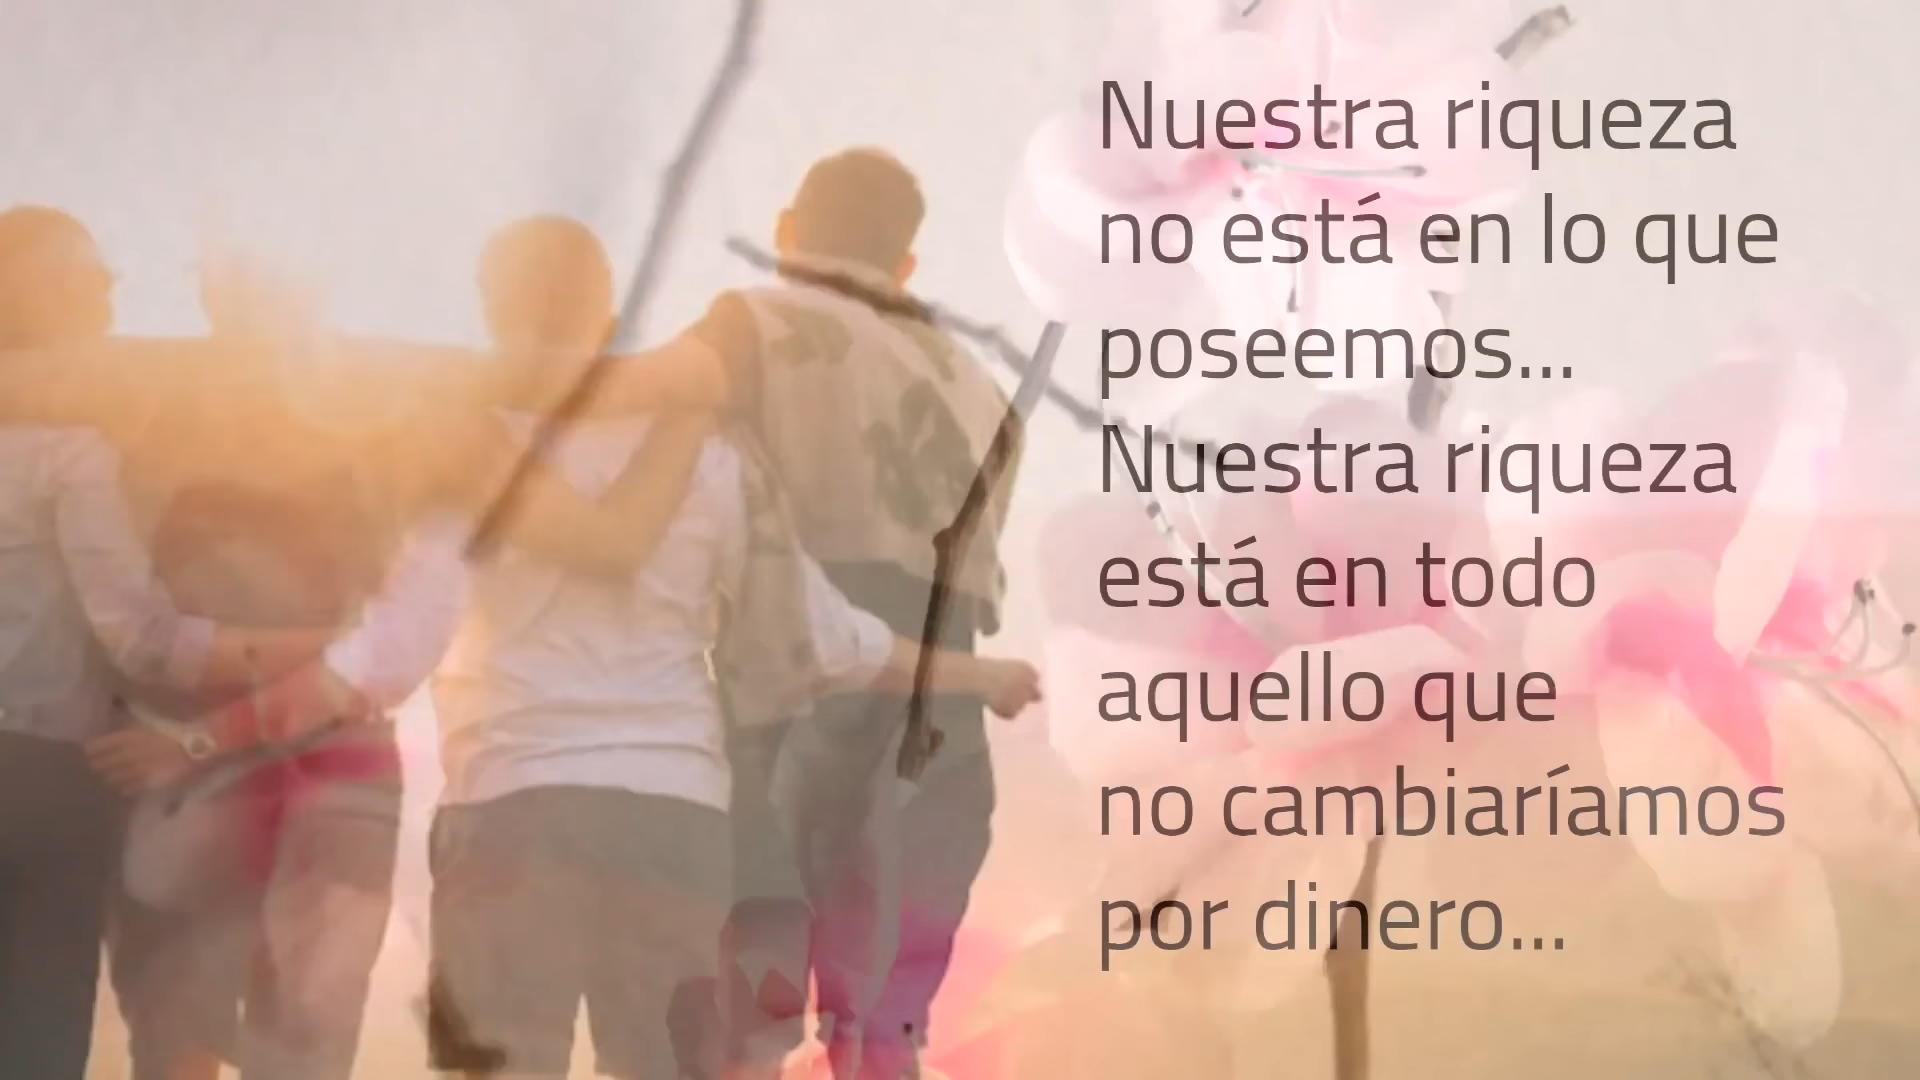 Nuestra riqueza
no está en lo que
poseemos...
Nuestra riqueza
está en todo
aquello que
no cambiaríamos
por dinero...